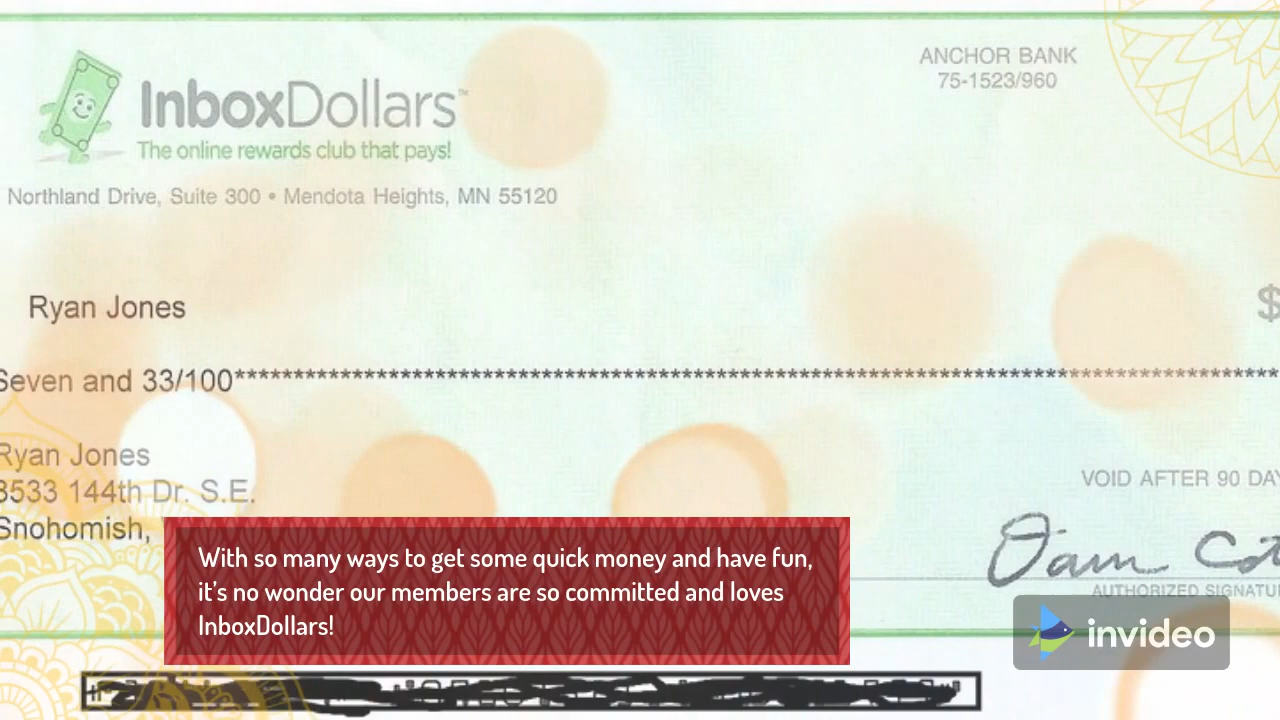 InboxDollars™
The online rewards club that pays!
Northland Drive, Suite 300 • Mendota Heights, MN 55120
ANCHOR BANK
75-1523/960
Ryan Jones
$
Seven and 33/100****************************************************************************************
Ryan Jones
3533 144th Dr. S.E.
Snohomish,
VOID AFTER 90 DAY
AUTHORIZED SIGNATU
With so many ways to get some quick money and have fun,
it's no wonder our members are so committed and loves
InboxDollars!
invideo